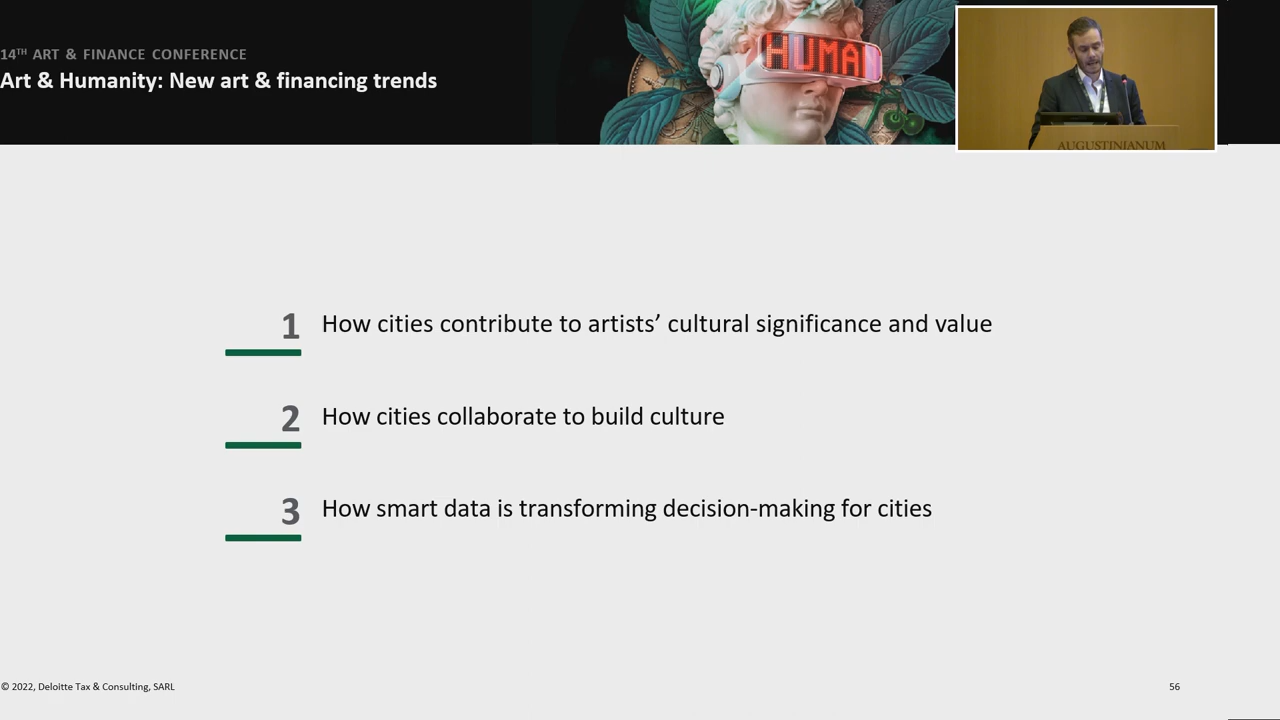 14TH ART & FINANCE CONFERENCE
Art & Humanity: New art & financing trends
HUMAN
AUGUSTINIANUM
1 How cities contribute to artists’ cultural significance and value
2 How cities collaborate to build culture
3 How smart data is transforming decision-making for cities
© 2022, Deloitte Tax & Consulting, SARL
56